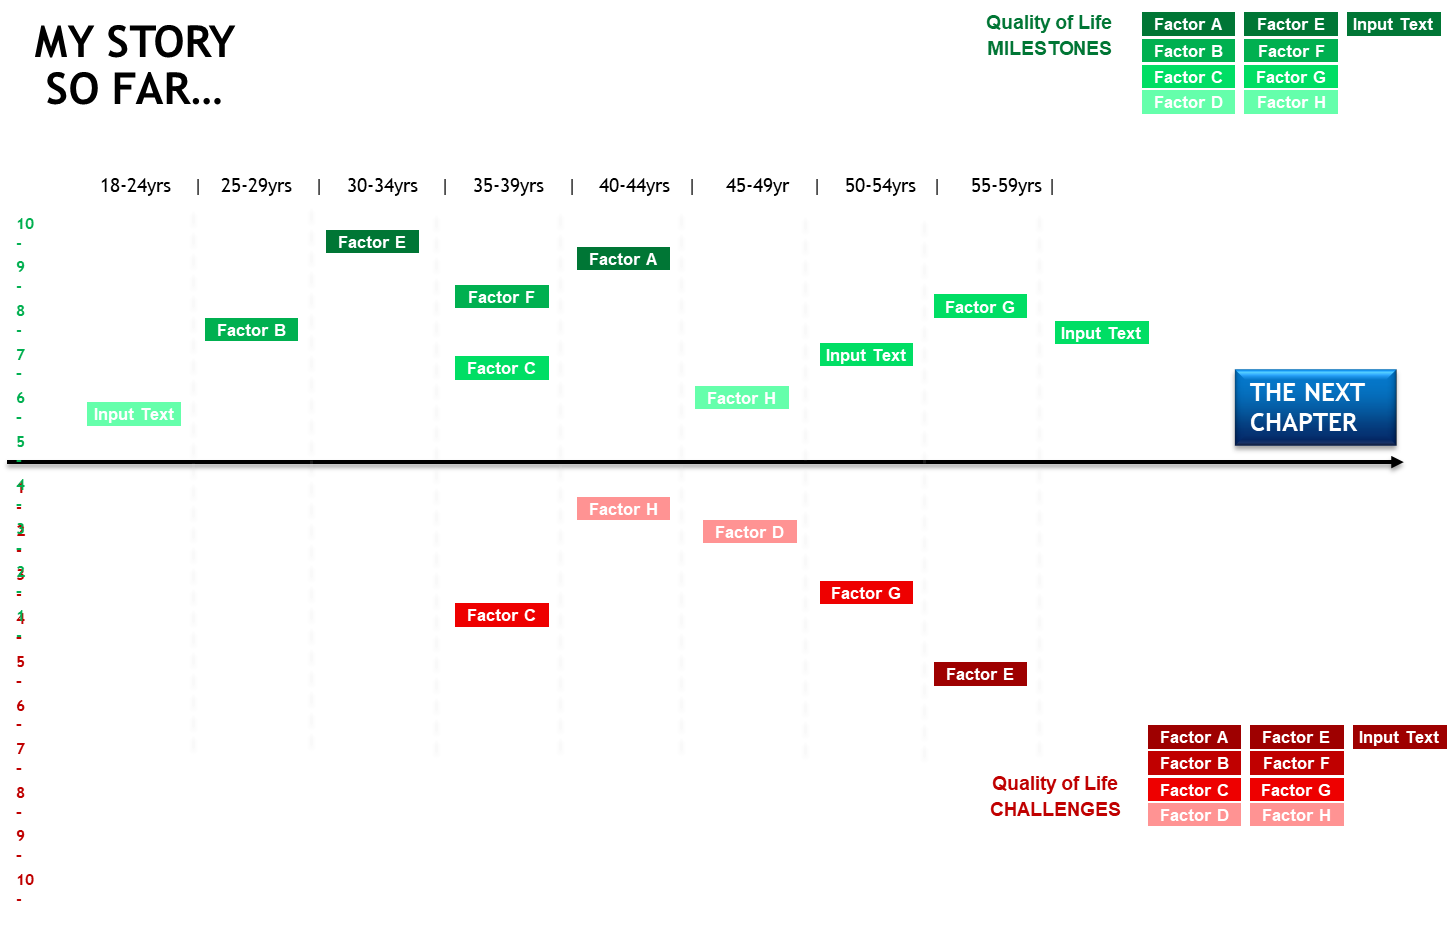 MY STORY
SO FAR...
Quality of Life
MILESTONES
Factor A Factor E Input Text
Factor B Factor F
Factor C Factor G
Factor D Factor H
18-24yrs | 25-29yrs | 30-34yrs | 35-39yrs | 40-44yrs | 45-49yr | 50-54yrs | 55-59yrs |
10
-
9
-
8
-
7
-
6
-
5
-
4
-
3
-
2
-
1
-
Factor E
Factor A
Factor F
Factor G
Factor B
Input Text
Input Text
Factor C
Factor H
Input Text
THE NEXT
CHAPTER
1
-
2
-
3
-
4
-
5
-
6
-
7
-
8
-
9
-
10
-
Factor H
Factor D
Factor G
Factor C
Factor E
Quality of Life
CHALLENGES
Factor A Factor E Input Text
Factor B Factor F
Factor C Factor G
Factor D Factor H